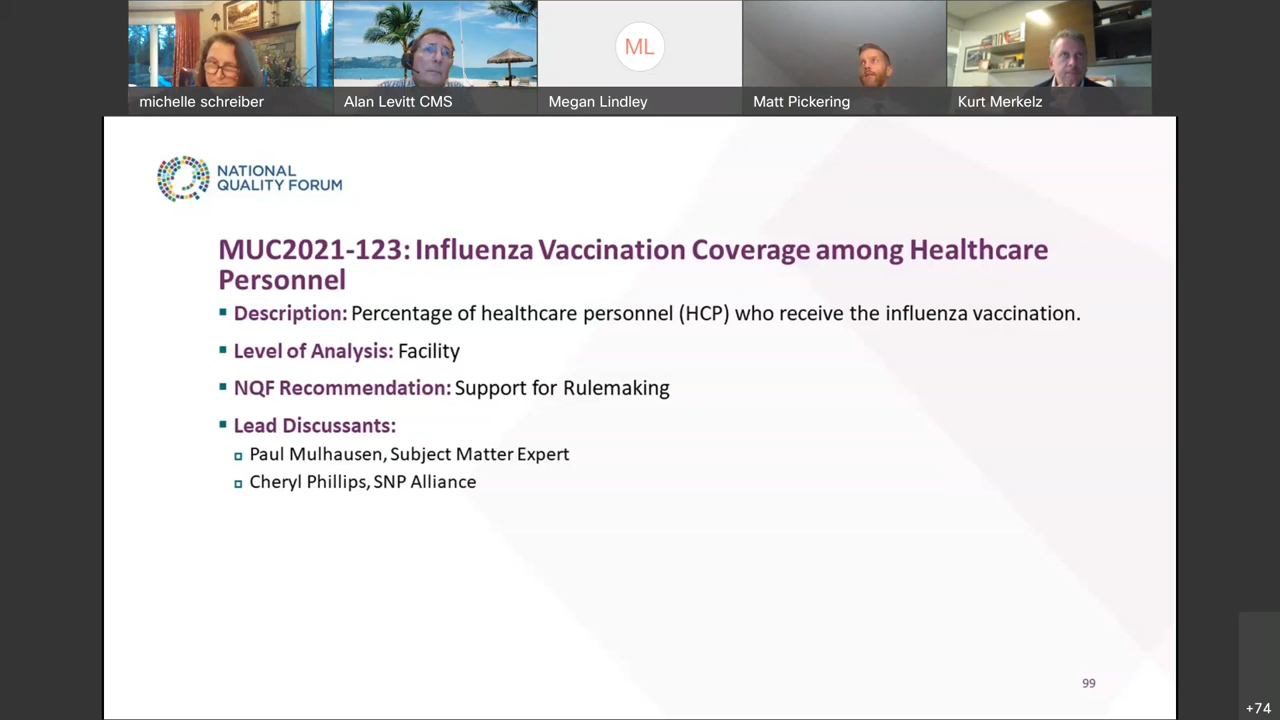 ML
michelle schreiber
Alan Levitt CMS
Megan Lindley
Matt Pickering
Kurt Merkelz
NATIONAL
QUALITY FORUM
MUC2021-123: Influenza Vaccination Coverage among Healthcare
Personnel
▪ Description: Percentage of healthcare personnel (HCP) who receive the influenza vaccination.
▪ Level of Analysis: Facility
▪ NQF Recommendation: Support for Rulemaking
▪ Lead Discussants:
▫ Paul Mulhausen, Subject Matter Expert
▫ Cheryl Phillips, SNP Alliance
99
+74